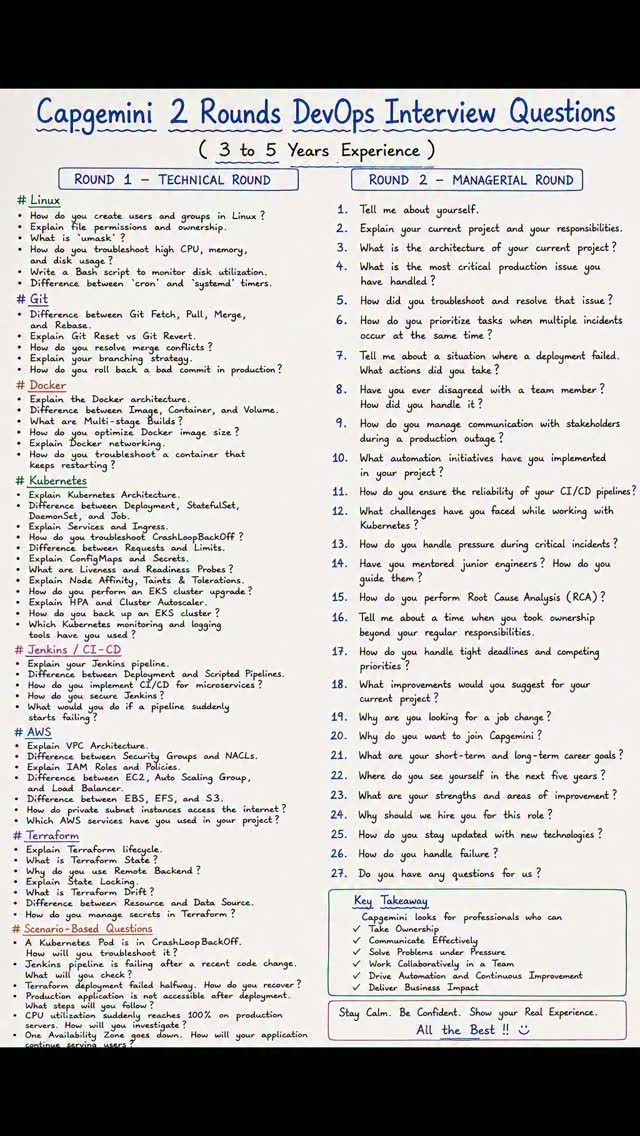 Capgemini 2 Rounds DevOps Interview Questions
( 3 to 5 Years Experience )
ROUND 1 – TECHNICAL ROUND
# Linux
• How do you create users and groups in Linux ?
• Explain file permissions and ownership.
• What is `umask` ?
• How do you troubleshoot high CPU, memory,
and disk usage ?
• Write a Bash script to monitor disk utilization.
• Difference between `cron` and `systemd` timers.
# Git
• Difference between Git Fetch, Pull, Merge,
and Rebase.
• Explain Git Reset vs Git Revert.
• How do you resolve merge conflicts ?
• Explain your branching strategy.
• How do you roll back a bad commit in production ?
# Docker
• Explain the Docker architecture.
• Difference between Image, Container, and Volume.
• What are Multi-stage Builds ?
• How do you optimize Docker image size ?
• Explain Docker networking.
• How do you troubleshoot a container that
keeps restarting ?
# Kubernetes
• Explain Kubernetes Architecture.
• Difference between Deployment, StatefulSet,
DaemonSet, and Job.
• Explain Services and Ingress.
• How do you troubleshoot CrashLoopBackOff ?
• Difference between Requests and Limits.
• Explain ConfigMaps and Secrets.
• What are Liveness and Readiness Probes ?
• Explain Node Affinity, Taints & Tolerations.
• How do you perform an EKS cluster upgrade ?
• Explain HPA and Cluster Autoscaler.
• How do you back up an EKS cluster ?
• Which Kubernetes monitoring and logging
tools have you used ?
# Jenkins / CI-CD
• Explain your Jenkins pipeline.
• Difference between Deployment and Scripted Pipelines.
• How do you implement CI/CD for microservices ?
• How do you secure Jenkins ?
• What would you do if a pipeline suddenly
starts failing ?
# AWS
• Explain VPC Architecture.
• Difference between Security Groups and NACLs.
• Explain IAM Roles and Policies.
• Difference between EC2, Auto Scaling Group,
and Load Balancer.
• Difference between EBS, EFS, and S3.
• How do private subnet instances access the internet ?
• Which AWS services have you used in your project ?
# Terraform
• Explain Terraform lifecycle.
• What is Terraform State ?
• Why do you use Remote Backend ?
• Explain State Locking.
• What is Terraform Drift ?
• Difference between Resource and Data Source.
• How do you manage secrets in Terraform ?
# Scenario-Based Questions
• A Kubernetes Pod is in CrashLoopBackOff.
How will you troubleshoot it ?
• Jenkins pipeline is failing after a recent code change.
What will you check ?
• Terraform deployment failed halfway. How do you recover ?
• Production application is not accessible after deployment.
What steps will you follow ?
• CPU utilization suddenly reaches 100% on production
servers. How will you investigate ?
• One Availability Zone goes down. How will your application
continue serving users ?
ROUND 2 – MANAGERIAL ROUND
1. Tell me about yourself.
2. Explain your current project and your responsibilities.
3. What is the architecture of your current project ?
4. What is the most critical production issue you
have handled ?
5. How did you troubleshoot and resolve that issue ?
6. How do you prioritize tasks when multiple incidents
occur at the same time ?
7. Tell me about a situation where a deployment failed.
What actions did you take ?
8. Have you ever disagreed with a team member ?
How did you handle it ?
9. How do you manage communication with stakeholders
during a production outage ?
10. What automation initiatives have you implemented
in your project ?
11. How do you ensure the reliability of your CI/CD pipelines ?
12. What challenges have you faced while working with
Kubernetes ?
13. How do you handle pressure during critical incidents ?
14. Have you mentored junior engineers ? How do you
guide them ?
15. How do you perform Root Cause Analysis (RCA) ?
16. Tell me about a time when you took ownership
beyond your regular responsibilities.
17. How do you handle tight deadlines and competing
priorities ?
18. What improvements would you suggest for your
current project ?
19. Why are you looking for a job change ?
20. Why do you want to join Capgemini ?
21. What are your short-term and long-term career goals ?
22. Where do you see yourself in the next five years ?
23. What are your strengths and areas of improvement ?
24. Why should we hire you for this role ?
25. How do you stay updated with new technologies ?
26. How do you handle failure ?
27. Do you have any questions for us ?
Key Takeaway
Capgemini looks for professionals who can
✓ Take Ownership
✓ Communicate Effectively
✓ Solve Problems under Pressure
✓ Work Collaboratively in a Team
✓ Drive Automation and Continuous Improvement
✓ Deliver Business Impact
Stay Calm. Be Confident. Show your Real Experience.
All the Best !! ☺